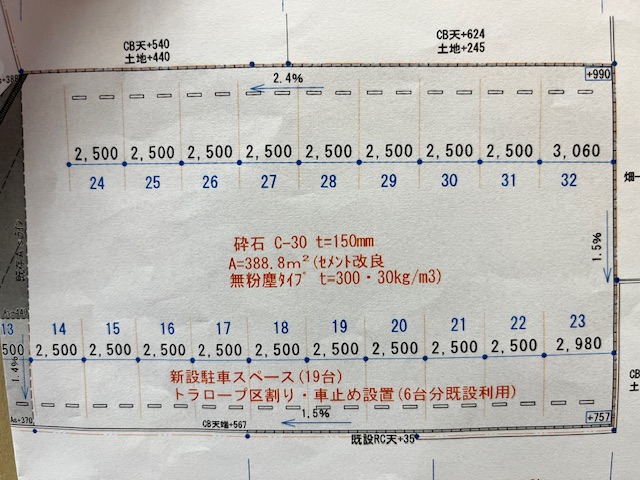 CB天+540
土地+440
CB天+624
土地+245
+388
2.4%
+990
2,500 2,500 2,500 2,500 2,500 2,500 2,500 2,500 3,060
24 25 26 27 28 29 30 31 32
畑
1.5%
砕石 C-30 t=150mm
A=388.8m²(ｾﾒﾝﾄ改良
無粉塵ﾀｲﾌﾟ t=300・30kg/m3)
13 14 15 16 17 18 19 20 21 22 23
500 2,500 2,500 2,500 2,500 2,500 2,500 2,500 2,500 2,500 2,980
1.4%
新設駐車スペース(19台)
トラロープ区割り・車止め設置(6台分既設利用)
1.5%
As+370
CB天端+567
+757
既設RC天+35
CB
土